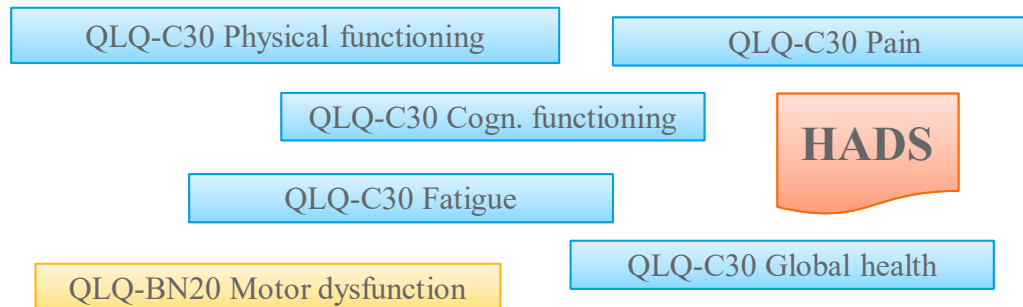 QLQ-C30 Physical functioning
QLQ-C30 Pain
QLQ-C30 Cogn. functioning
HADS
QLQ-C30 Fatigue
QLQ-C30 Global health
QLQ-BN20 Motor dysfunction